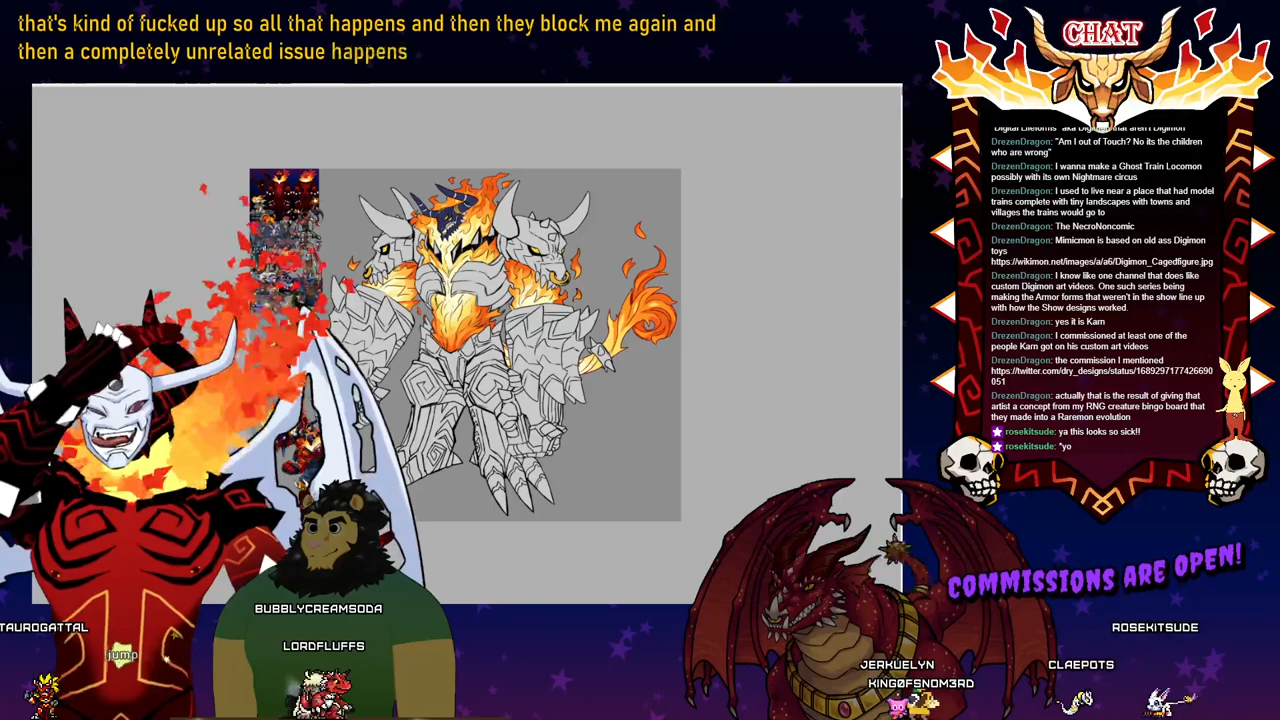 that's kind of fucked up so all that happens and then they block me again and
then a completely unrelated issue happens
CHAT
DrezenDragon: "Am I out of Touch? No its the children
who are wrong"
DrezenDragon: I wanna make a Ghost Train Locomon
possibly with its own Nightmare circus
DrezenDragon: I used to live near a place that had model
trains complete with tiny landscapes with towns and
villages the trains would go to
DrezenDragon: The NecroNoncomic
DrezenDragon: Mimicmon is based on old ass Digimon
toys
https://wikimon.net/images/a/a6/Digimon_Cagedfigure.jpg
DrezenDragon: I know like one channel that does like
custom Digimon art videos. One such series being
making the Armor forms that weren't in the show line up
with how the Show designs worked.
DrezenDragon: yes it is Karn
DrezenDragon: I commissioned at least one of the
people Karn got on his custom art videos
DrezenDragon: the commission I mentioned
https://twitter.com/dry_designs/status/1689297177426690
051
DrezenDragon: actually that is the result of giving that
artist a concept from my RNG creature bingo board that
they made into a Raremon evolution
rosekitsude: ya this looks so sick!!
rosekitsude: *yo
COMMISSIONS ARE OPEN!
BUBBLYCREAMSODA
TAUROGATTAL
ROSEKITSUDE
LORDFLUFFS
jump
JERKUELYN
CLAEPOTS
KING0FSNOM3RD